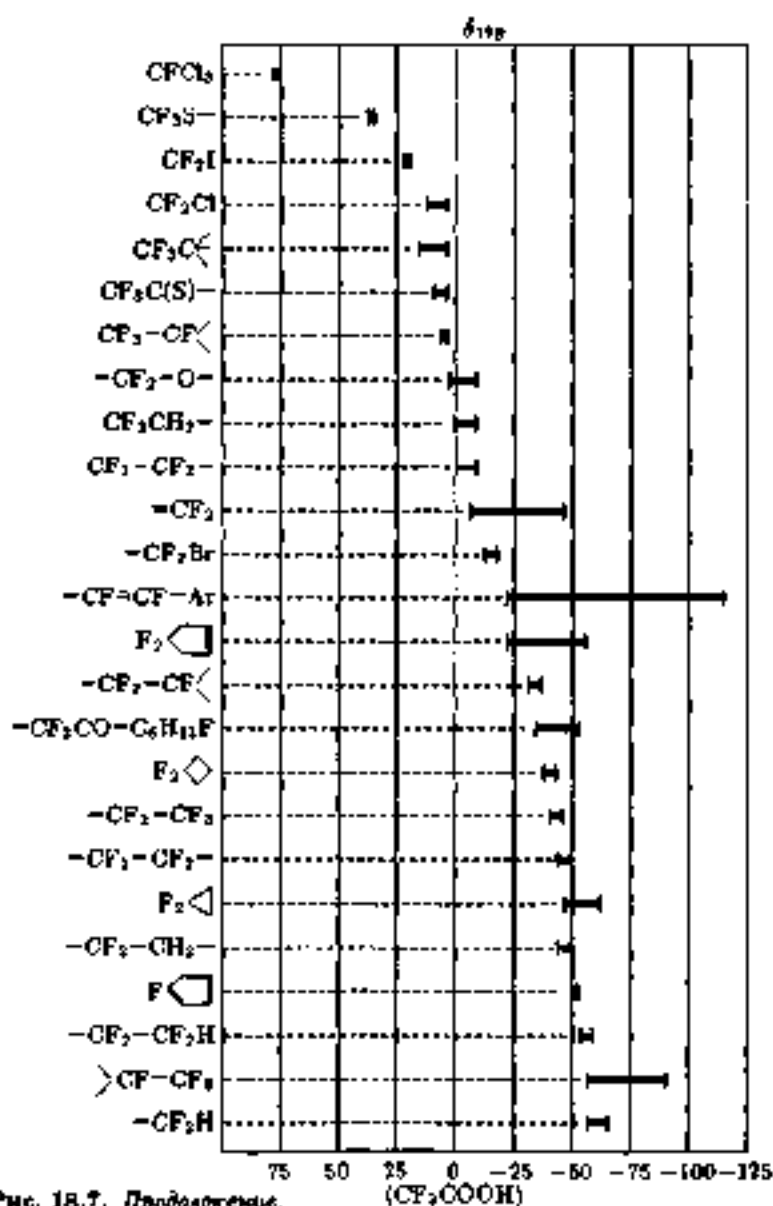 δ19F
CFCl3
CF3S—
CF2I
CF2Cl
CF3C
CF3C(S)—
CF3—CF
—CF2—O—
CF3CH2—
CF3—CF2—
=CF2
—CF2Br
—CF=CF—Ar
F2
—CF2—CF
—CF2CO—C6H11F
F2
—CF2—CF3
—CF2—CF2—
F2
—CF2—CH2—
F
—CF2—CF2H
CF—CF3
—CF2H
75 50 25 0 —25 —50 —75 —100 —125
(CF3COOH)
Рис. 18.7. Продолжение.